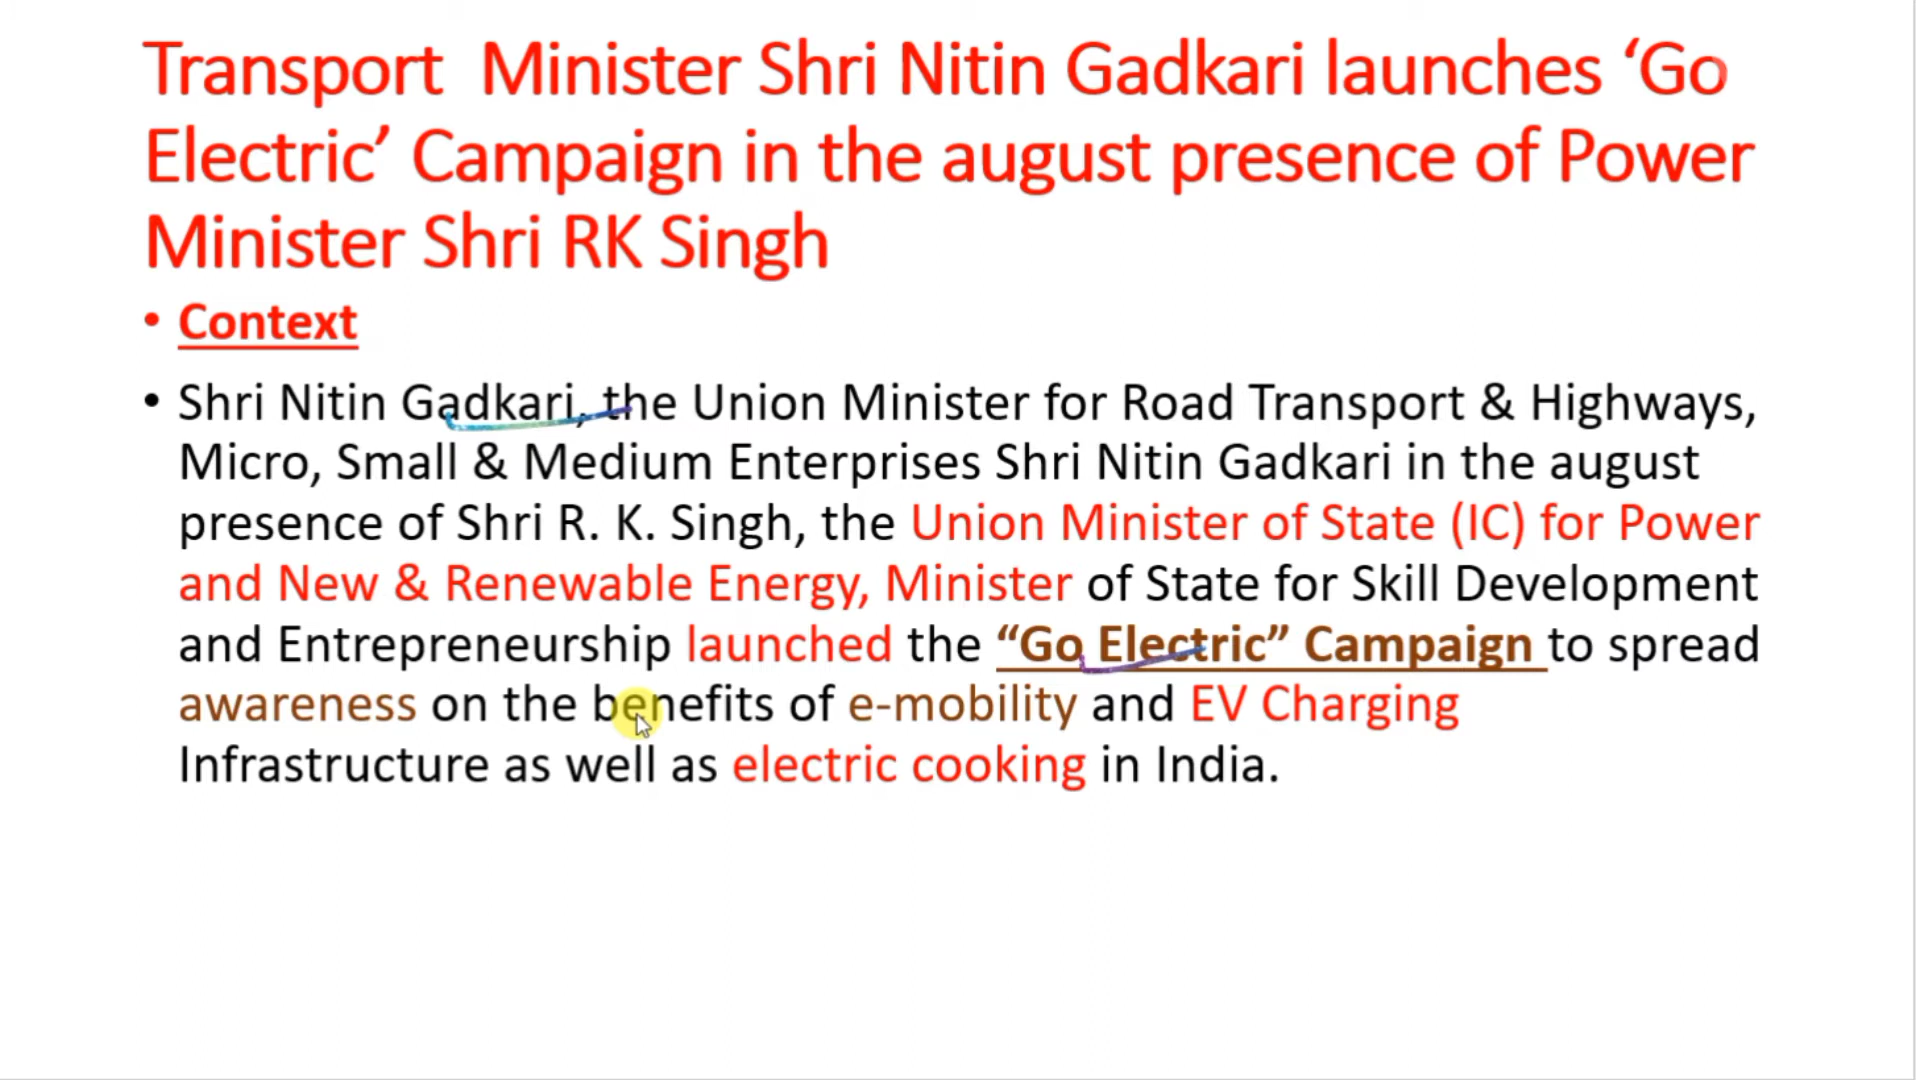 Transport  Minister Shri Nitin Gadkari launches ‘Go
Electric’ Campaign in the august presence of Power
Minister Shri RK Singh
• Context
• Shri Nitin Gadkari, the Union Minister for Road Transport & Highways,
Micro, Small & Medium Enterprises Shri Nitin Gadkari in the august
presence of Shri R. K. Singh, the Union Minister of State (IC) for Power
and New & Renewable Energy, Minister of State for Skill Development
and Entrepreneurship launched the “Go Electric” Campaign to spread
awareness on the benefits of e-mobility and EV Charging
Infrastructure as well as electric cooking in India.